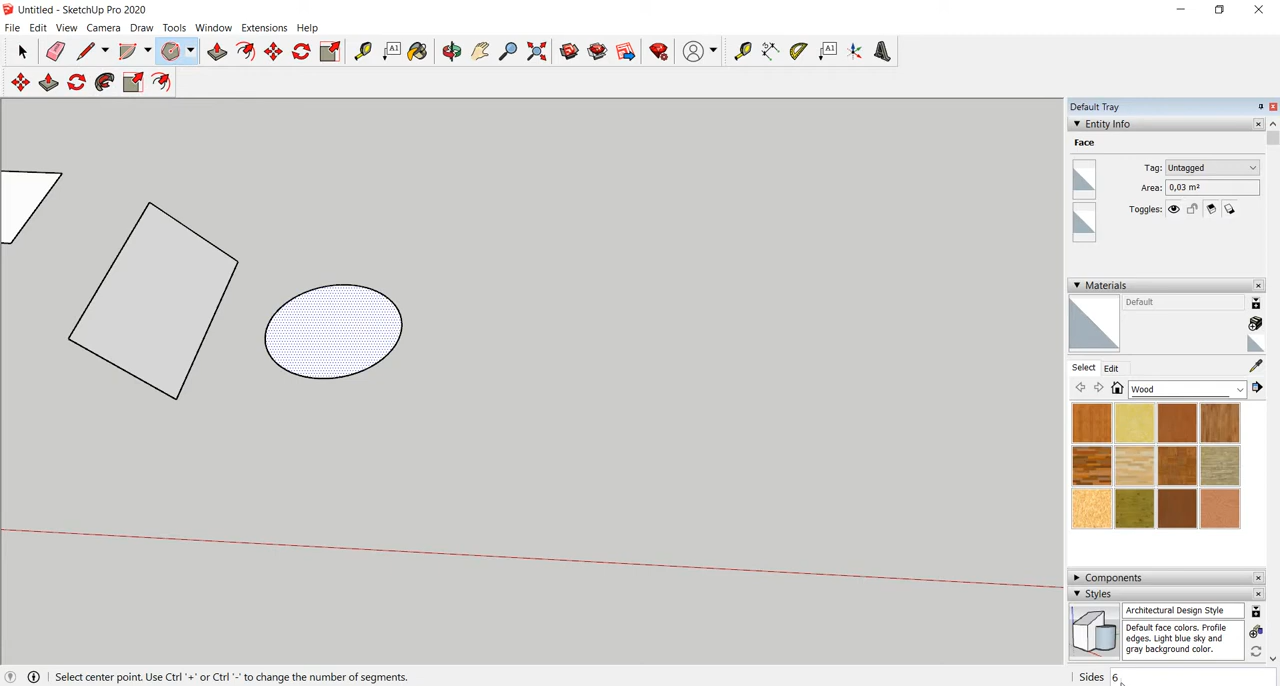 Untitled - SketchUp Pro 2020
File Edit View Camera Draw Tools Window Extensions Help
A1
A1
Default Tray
Entity Info
Face
Tag: Untagged
Area: 0,03 m²
Toggles:
Materials
Default
Select Edit
Wood
Components
Styles
Architectural Design Style
Default face colors. Profile
edges. Light blue sky and
gray background color.
Select center point. Use Ctrl '+' or Ctrl '-' to change the number of segments.
Sides 6